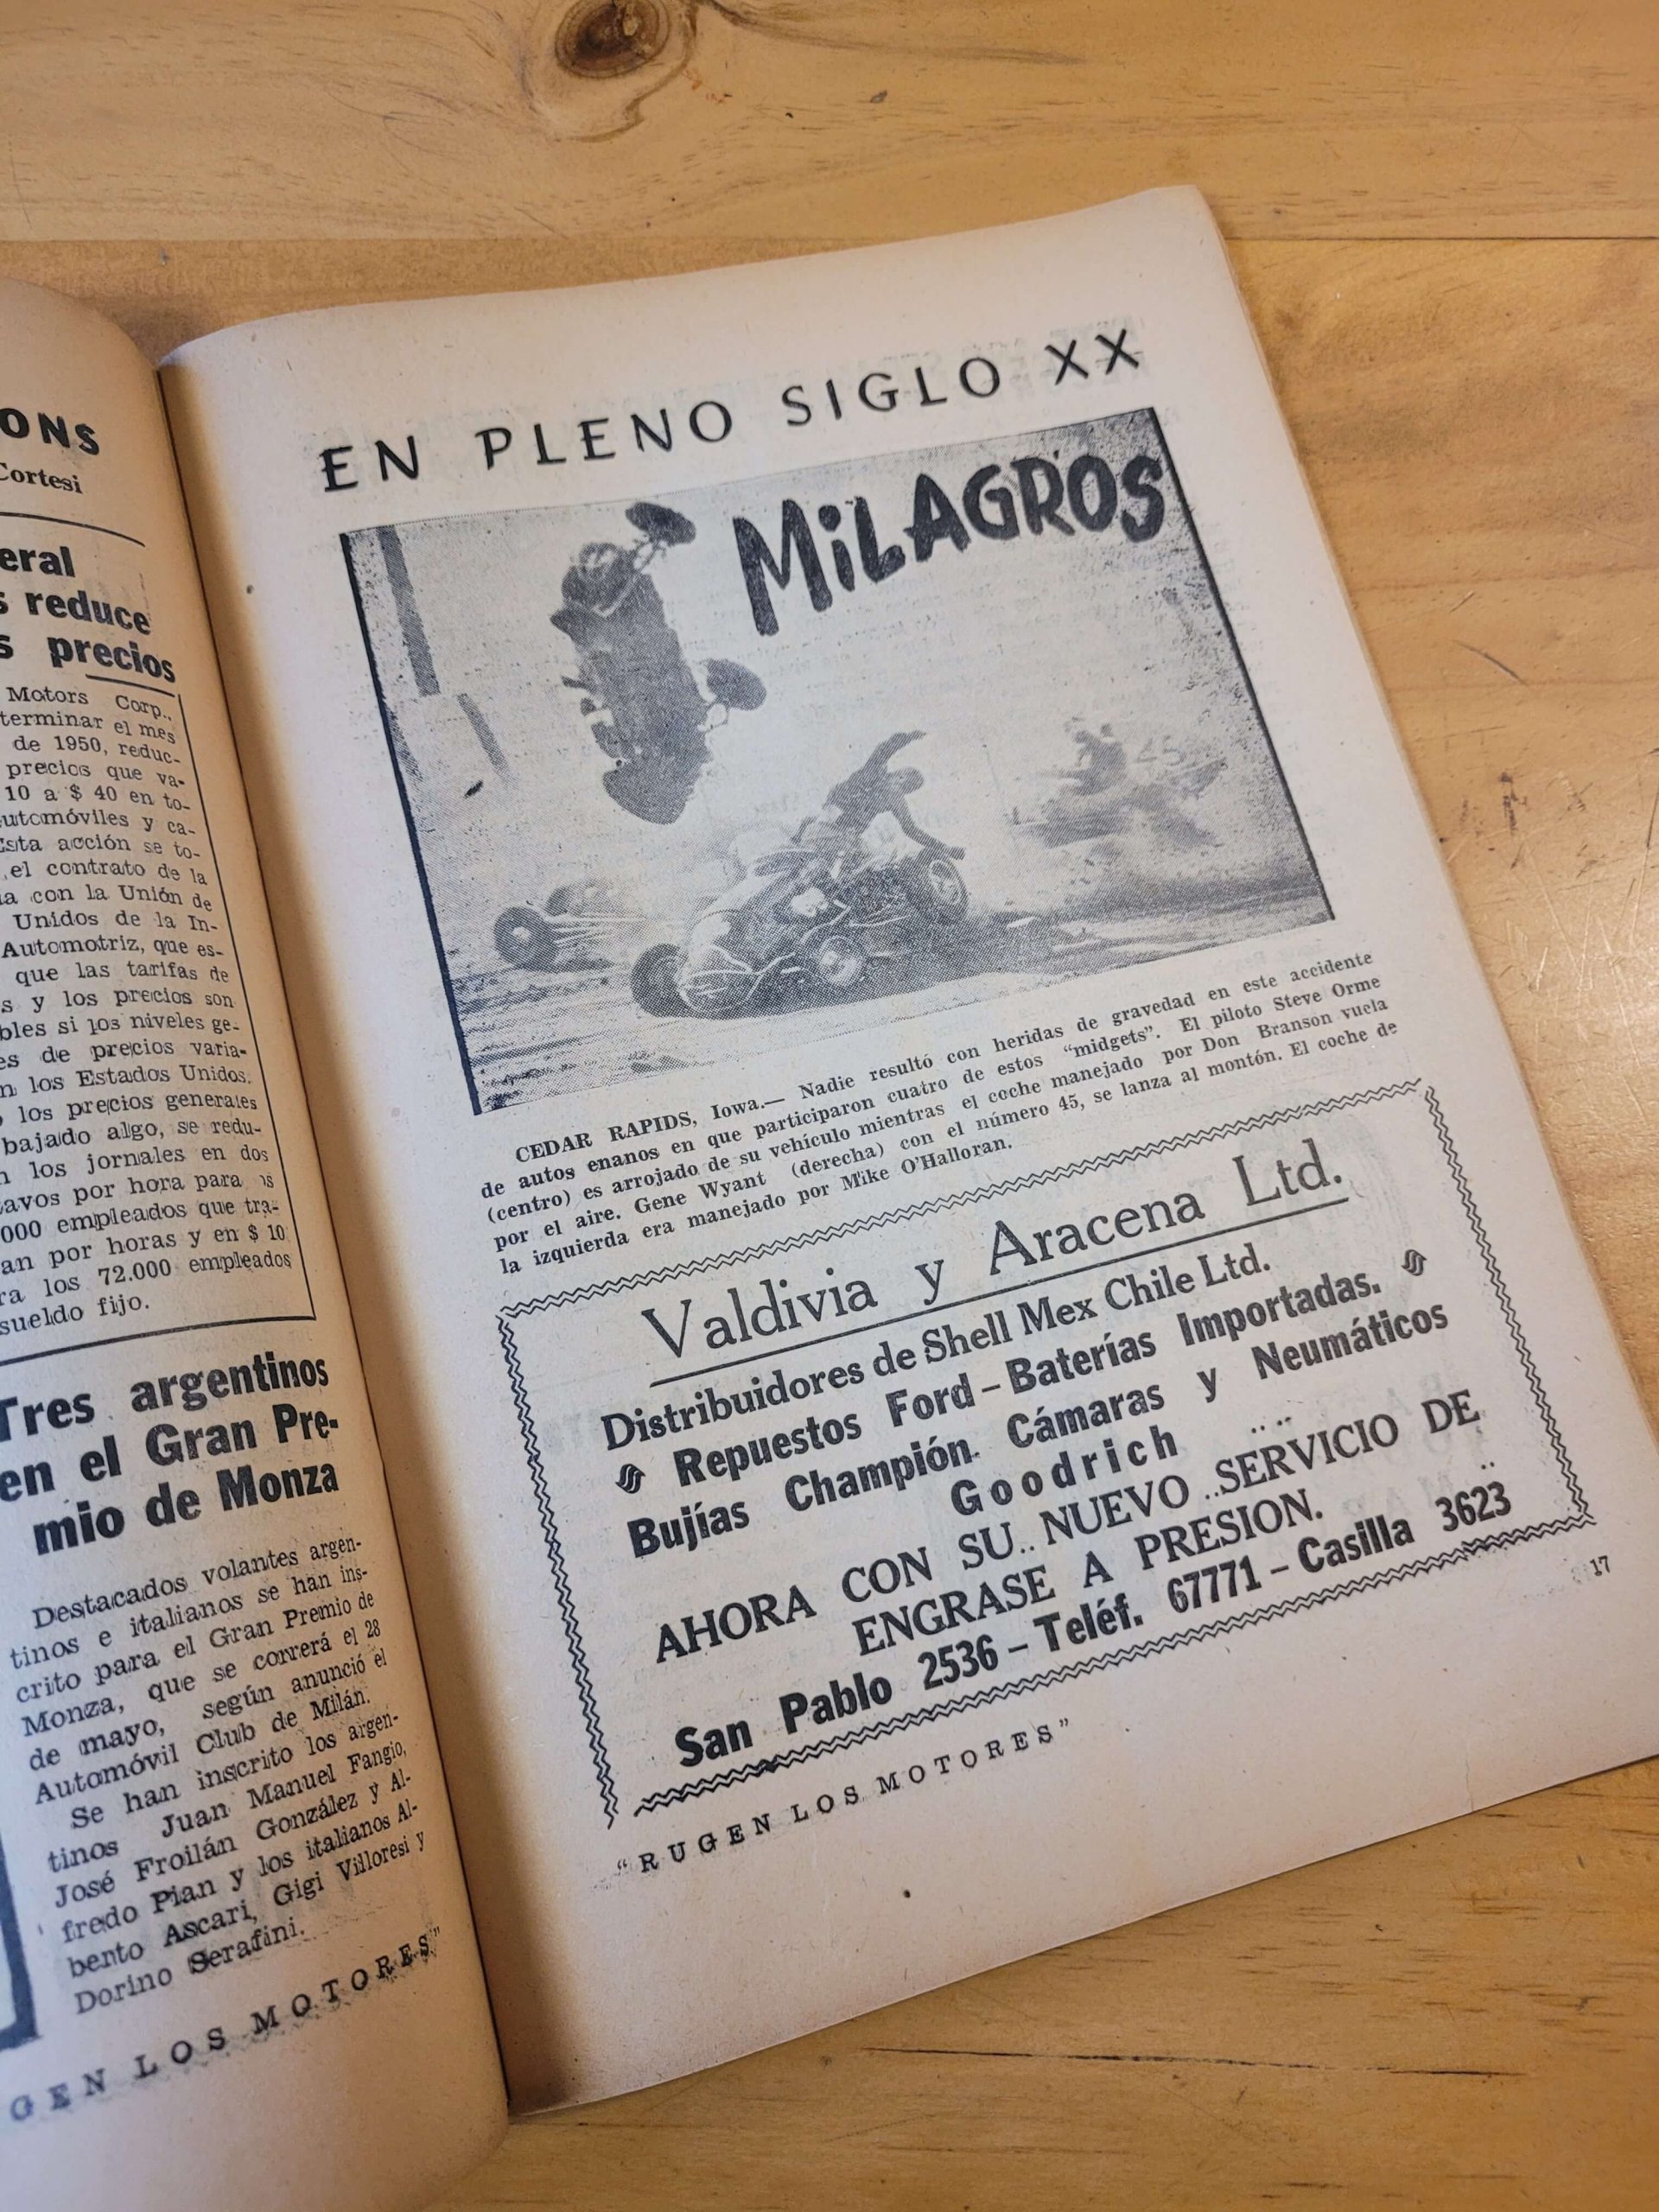 ONS
Cortesi
eral
s reduce
s precios
Motors Corp.,
terminar el mes
de 1950, reduc-
precios que va-
10 a $ 40 en to-
utomóviles y ca-
Esta acción se to-
el contrato de la
ia con la Unión de
Unidos de la In-
Automotriz, que es-
que las tarifas de
s y los precios son
bles si los niveles ge-
es de precios varia-
n los Estados Unidos.
los precios generales
bajado algo, se redu-
n los jornales en dos
tavos por hora para
000 empleados que tra-
an por horas y en $ 10
ra los 72.000 empleados
sueldo fijo.
Tres argentinos
en el Gran Pre-
mio de Monza
Destacados volantes argen-
tinos e italianos se han ins-
crito para el Gran Premio de
Monza, que se correrá el 28
de mayo, según anunció el
Automóvil Club de Milán.
Se han inscrito los argen-
tinos Juan Manuel Fangio,
José Froilán González y Al-
fredo Pian y los italianos Al-
bento Ascari, Gigi Villoresi y
Dorino Serafini.
GEN LOS MOTORES"
EN PLENO SIGLO XX
MiLAGROS
45
CEDAR RAPIDS, Iowa.— Nadie resultó con heridas de gravedad en este accidente
de autos enanos en que participaron cuatro de estos "midgets". El piloto Steve Orme
(centro) es arrojado de su vehículo mientras el coche manejado por Don Branson vuela
por el aire. Gene Wyant (derecha) con el número 45, se lanza al montón. El coche de
la izquierda era manejado por Mike O'Halloran.
Valdivia y Aracena Ltd.
Distribuidores de Shell Mex Chile Ltd.
Repuestos Ford – Baterías Importadas.
Bujías Champión. Cámaras y Neumáticos
Goodrich
AHORA CON SU.. NUEVO ..SERVICIO DE
ENGRASE A PRESION.
San Pablo 2536 – Teléf. 67771 – Casilla 3623
17
"RUGEN LOS MOTORES"